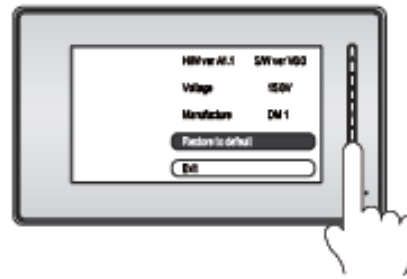 H/W ver A1.1 S/W ver V0.0
Voltage 15.0V
Manufacture DM 1
Restore to default
Exit